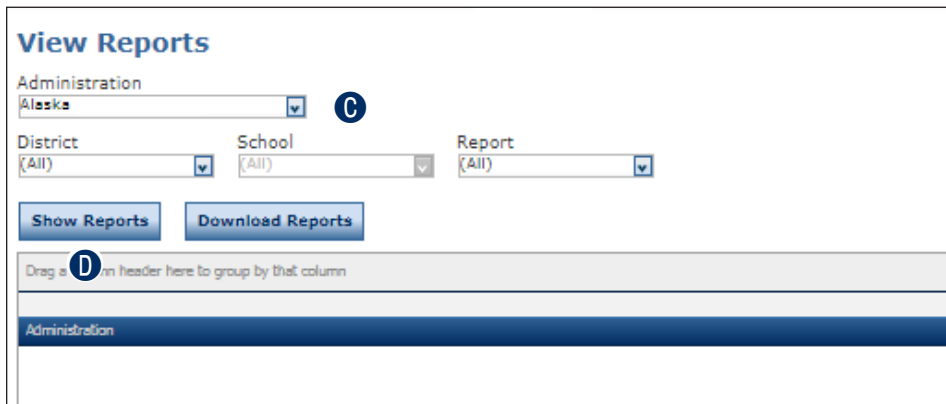 View Reports
Administration
Alaska
C
District School Report
(All) (All) (All)
Show Reports Download Reports
D
Drag a header here to group by that column
Administration